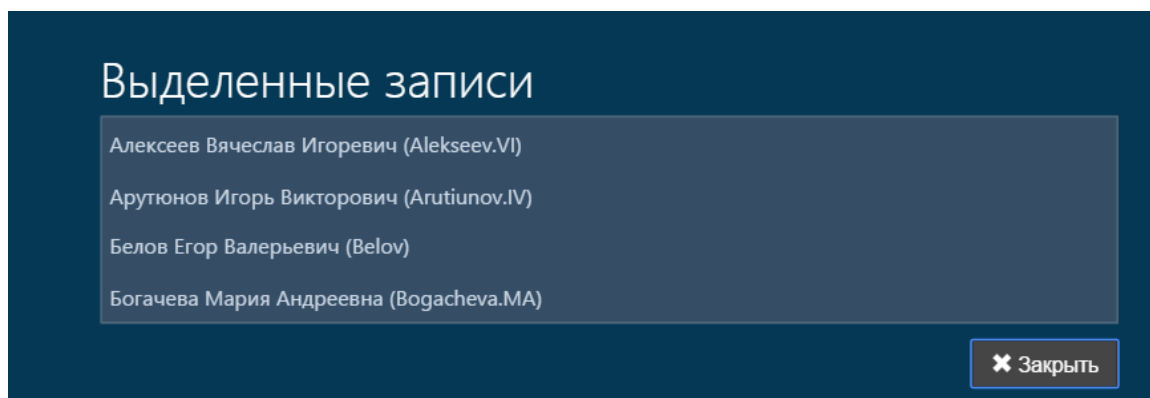 Выделенные записи
Алексеев Вячеслав Игоревич (Alekseev.VI)
Арутюнов Игорь Викторович (Arutiunov.IV)
Белов Егор Валерьевич (Belov)
Богачева Мария Андреевна (Bogacheva.MA)
✖ Закрыть